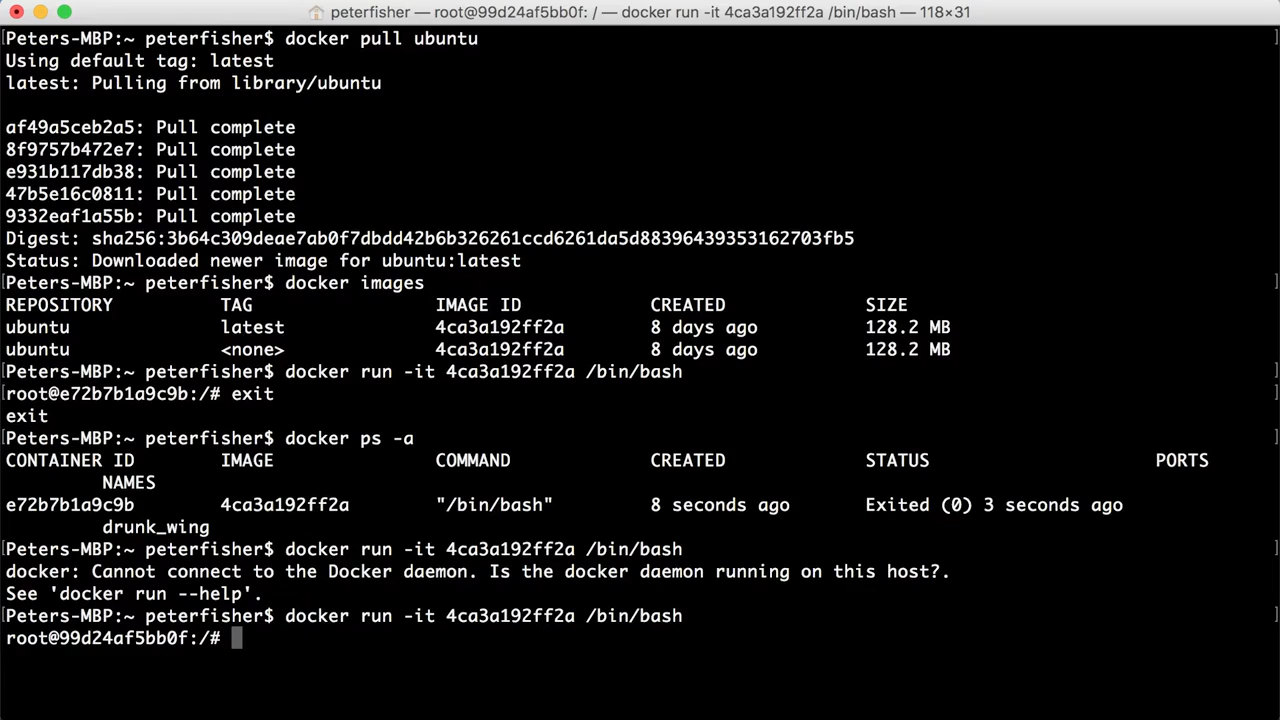 peterfisher — root@99d24af5bb0f: / — docker run -it 4ca3a192ff2a /bin/bash — 118×31
Peters-MBP:~ peterfisher$ docker pull ubuntu
Using default tag: latest
latest: Pulling from library/ubuntu
af49a5ceb2a5: Pull complete
8f9757b472e7: Pull complete
e931b117db38: Pull complete
47b5e16c0811: Pull complete
9332eaf1a55b: Pull complete
Digest: sha256:3b64c309deae7ab0f7dbdd42b6b326261ccd6261da5d88396439353162703fb5
Status: Downloaded newer image for ubuntu:latest
Peters-MBP:~ peterfisher$ docker images
REPOSITORY TAG IMAGE ID CREATED SIZE
ubuntu latest 4ca3a192ff2a 8 days ago 128.2 MB
ubuntu <none> 4ca3a192ff2a 8 days ago 128.2 MB
Peters-MBP:~ peterfisher$ docker run -it 4ca3a192ff2a /bin/bash
root@e72b7b1a9c9b:/# exit
exit
Peters-MBP:~ peterfisher$ docker ps -a
CONTAINER ID IMAGE COMMAND CREATED STATUS PORTS
NAMES
e72b7b1a9c9b 4ca3a192ff2a "/bin/bash" 8 seconds ago Exited (0) 3 seconds ago
drunk_wing
Peters-MBP:~ peterfisher$ docker run -it 4ca3a192ff2a /bin/bash
docker: Cannot connect to the Docker daemon. Is the docker daemon running on this host?.
See 'docker run --help'.
Peters-MBP:~ peterfisher$ docker run -it 4ca3a192ff2a /bin/bash
root@99d24af5bb0f:/#